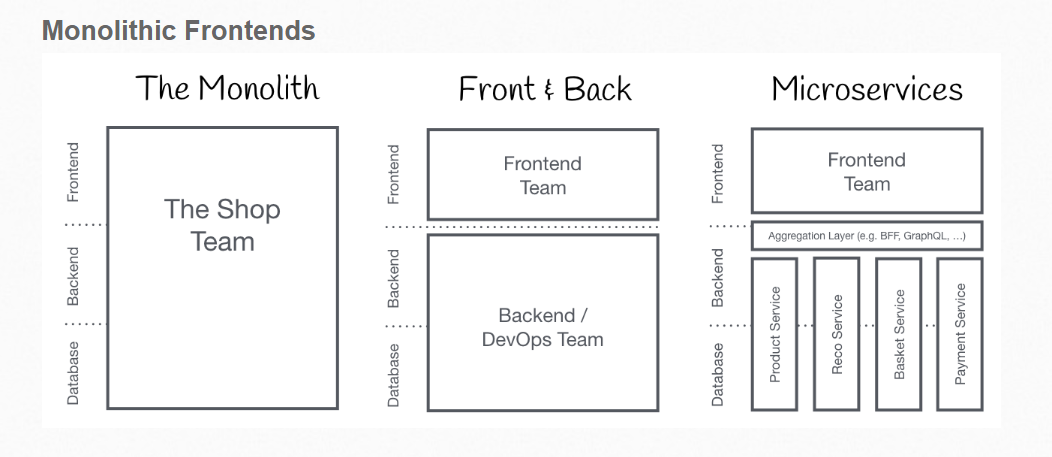 Monolithic Frontends
The Monolith
Frontend
Backend
Database
The Shop
Team
Front & Back
Frontend
Backend
Database
Frontend
Team
Backend /
DevOps Team
Microservices
Frontend
Backend
Database
Frontend
Team
Aggregation Layer (e.g. BFF, GraphQL, ...)
Product Service
Reco Service
Basket Service
Payment Service